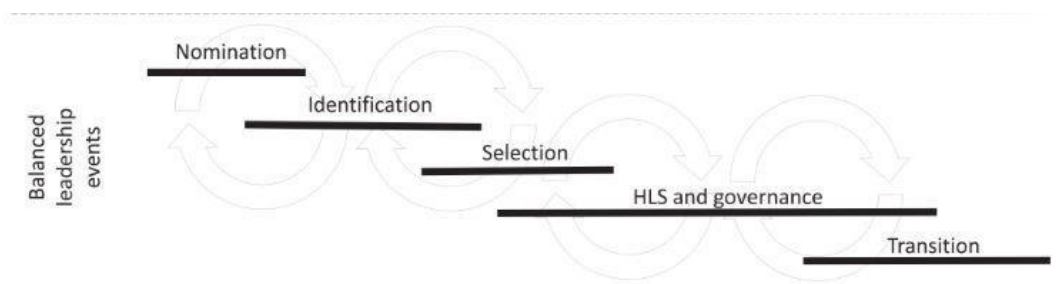 Balanced
leadership
events
Nomination
Identification
Selection
HLS and governance
Transition